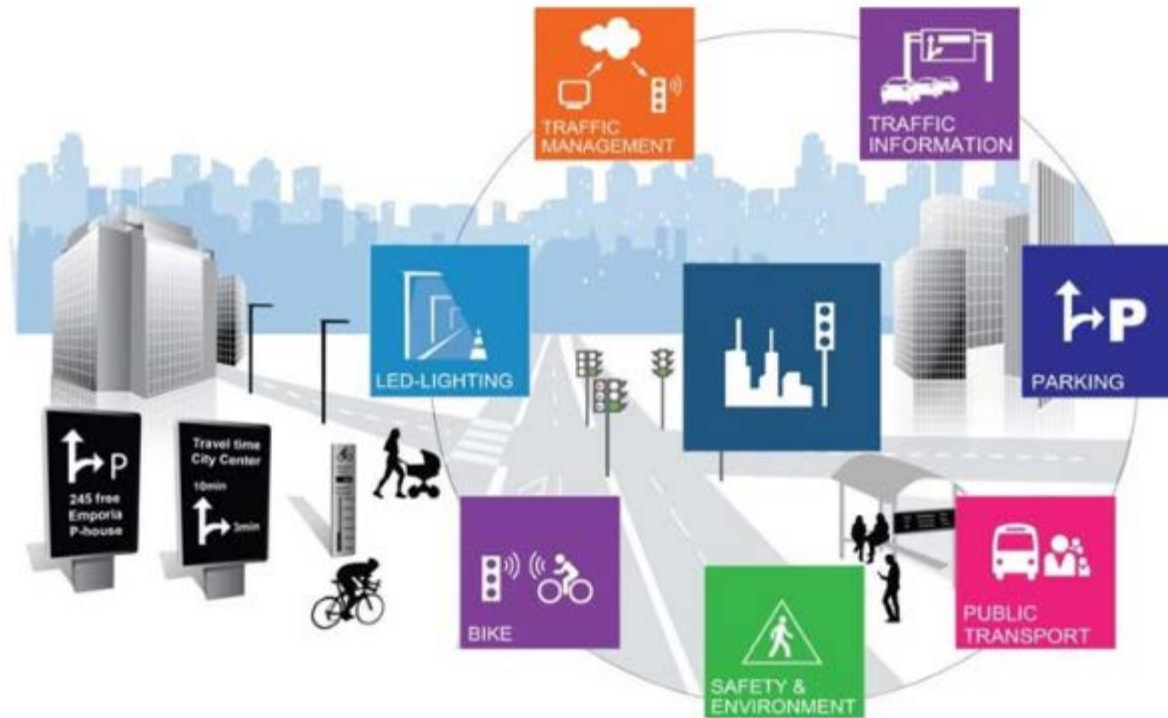 TRAFFIC
MANAGEMENT
TRAFFIC
INFORMATION
LED-LIGHTING
P
PARKING
P
245 free
Emporia
P-house
Travel time
City Center
10min
3min
BIKE
SAFETY &
ENVIRONMENT
PUBLIC
TRANSPORT